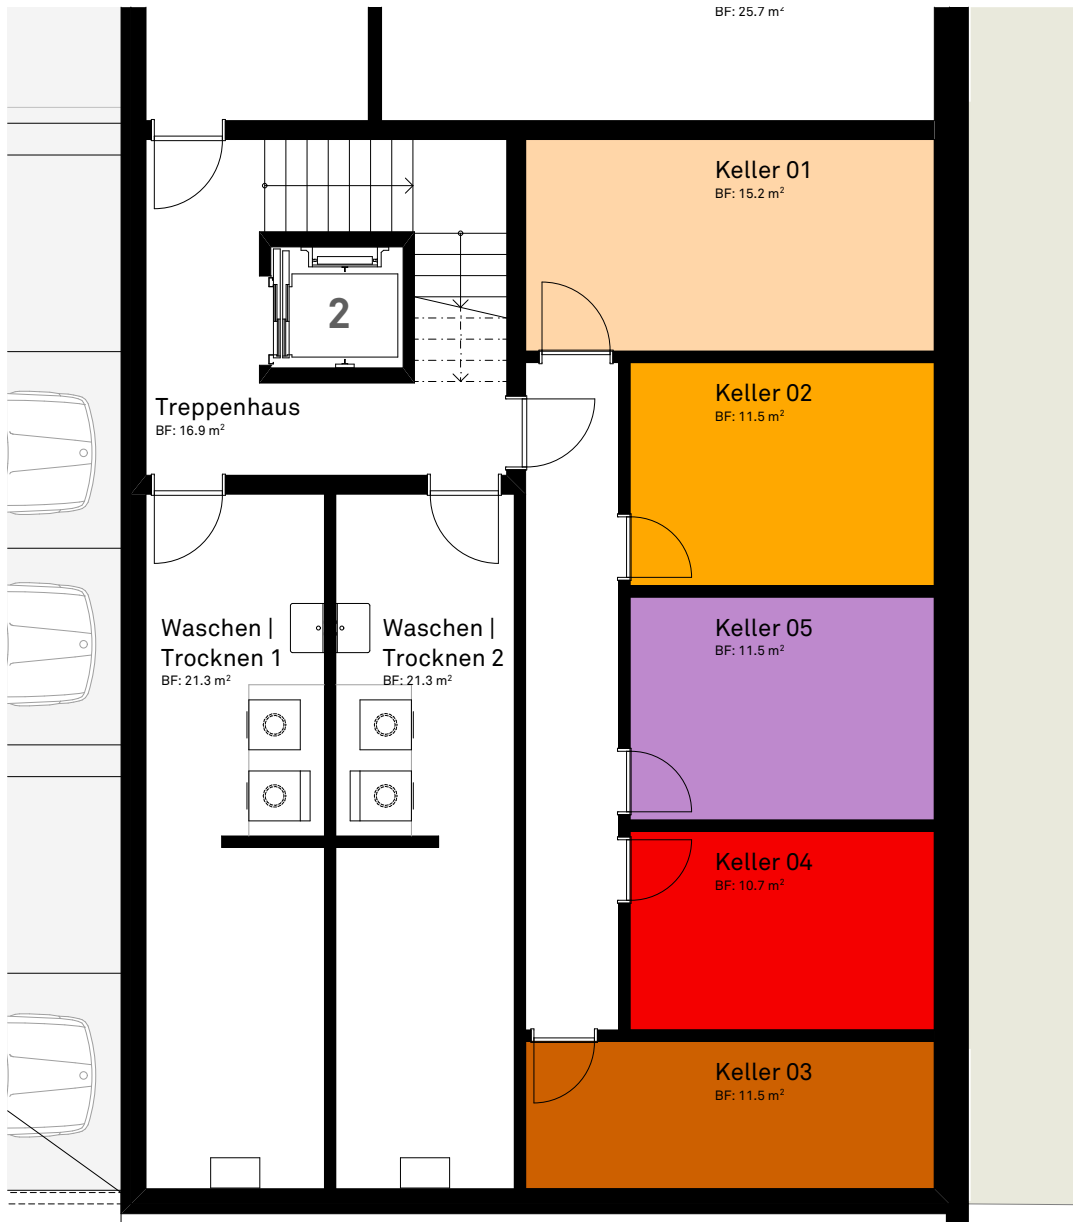 BF: 25.7 m²
Keller 01
BF: 15.2 m²
2
Keller 02
BF: 11.5 m²
Treppenhaus
BF: 16.9 m²
Waschen |
Trocknen 1
BF: 21.3 m²
Waschen |
Trocknen 2
BF: 21.3 m²
Keller 05
BF: 11.5 m²
Keller 04
BF: 10.7 m²
Keller 03
BF: 11.5 m²